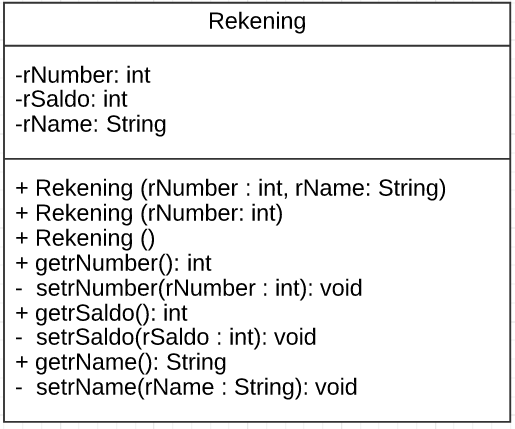 Rekening
-rNumber: int
-rSaldo: int
-rName: String
+ Rekening (rNumber : int, rName: String)
+ Rekening (rNumber: int)
+ Rekening ()
+ getrNumber(): int
- setrNumber(rNumber : int): void
+ getrSaldo(): int
- setrSaldo(rSaldo : int): void
+ getrName(): String
- setrName(rName : String): void